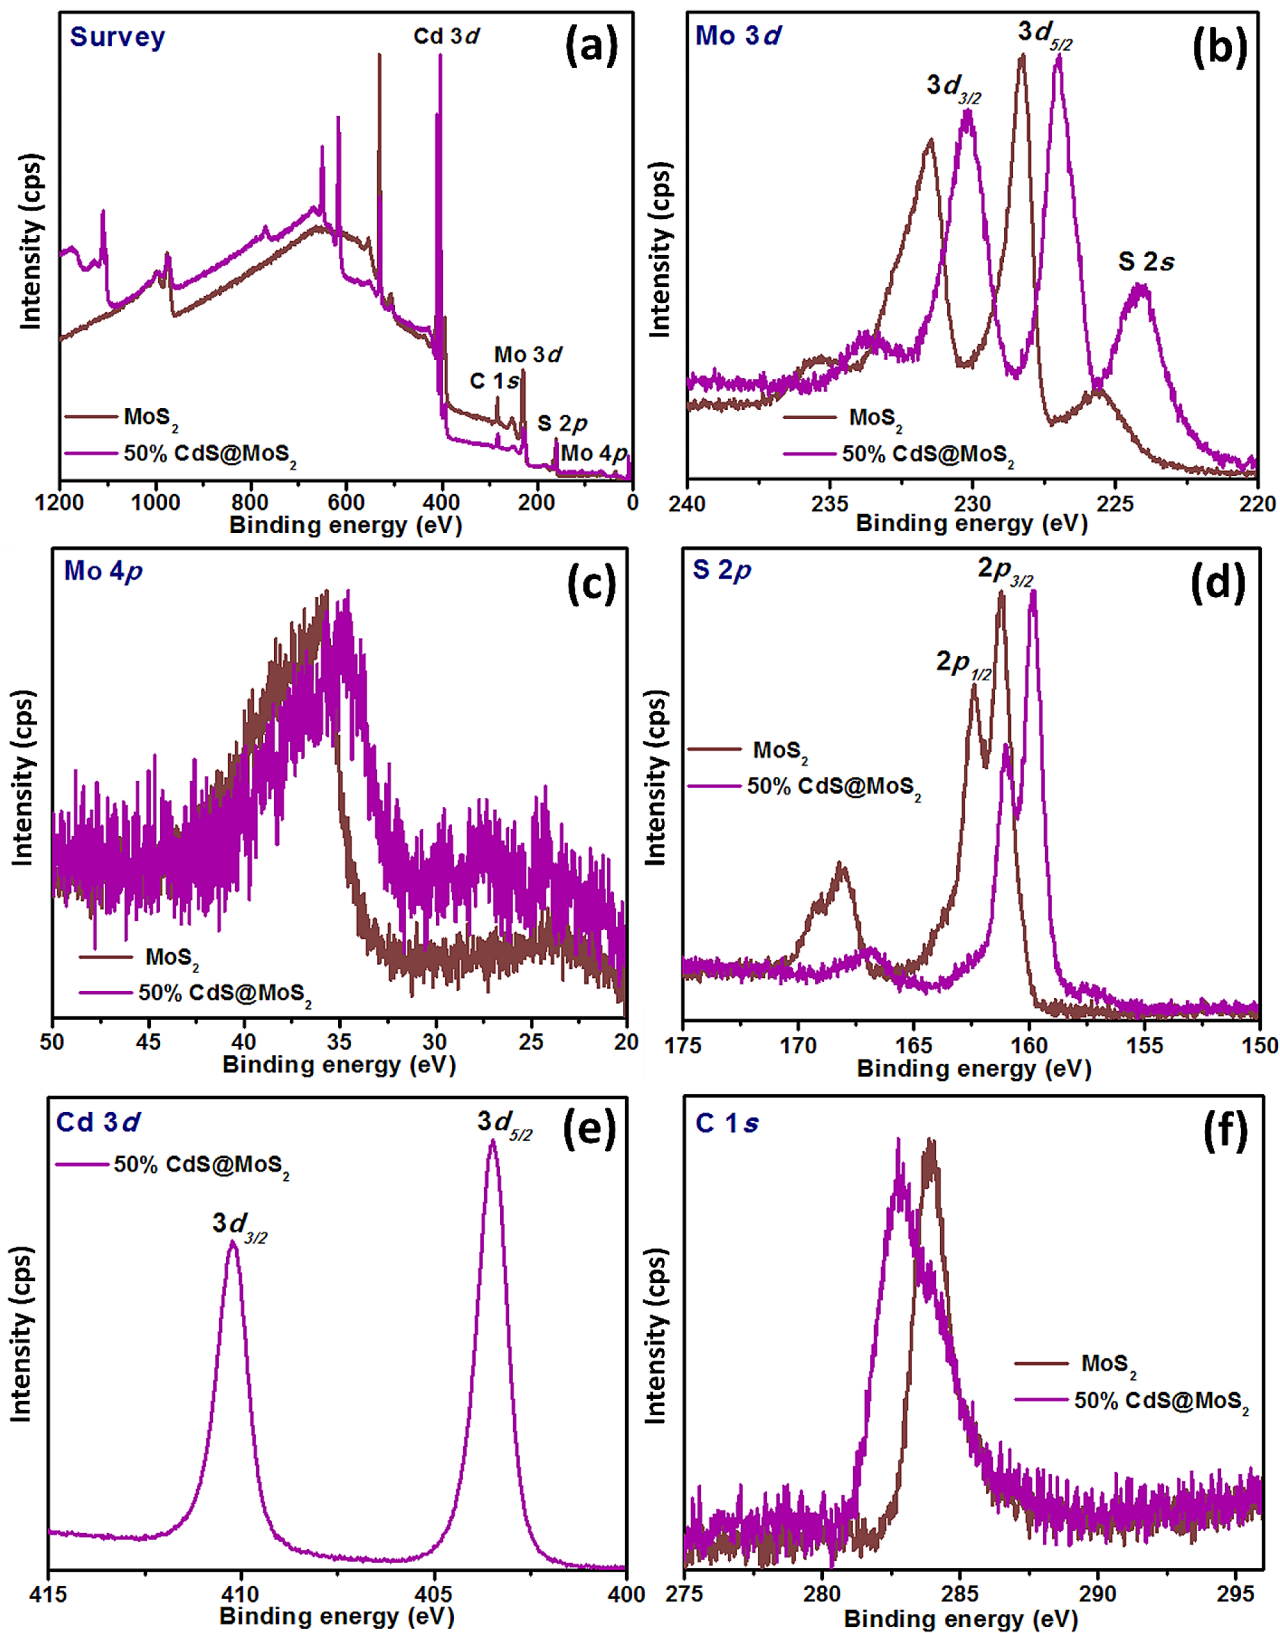 Survey
(a)
Cd 3d
Mo 3d
C 1s
S 2p
Mo 4p
MoS2
50% CdS@MoS2
Intensity (cps)
1200 1000 800 600 400 200 0
Binding energy (eV)
Mo 3d
(b)
3d5/2
3d3/2
S 2s
MoS2
50% CdS@MoS2
Intensity (cps)
240 235 230 225 220
Binding energy (eV)
Mo 4p
(c)
MoS2
50% CdS@MoS2
Intensity (cps)
50 45 40 35 30 25 20
Binding energy (eV)
S 2p
(d)
2p3/2
2p1/2
MoS2
50% CdS@MoS2
Intensity (cps)
175 170 165 160 155 150
Binding energy (eV)
Cd 3d
(e)
3d5/2
50% CdS@MoS2
3d3/2
Intensity (cps)
415 410 405 400
Binding energy (eV)
C 1s
(f)
MoS2
50% CdS@MoS2
Intensity (cps)
275 280 285 290 295
Binding energy (eV)